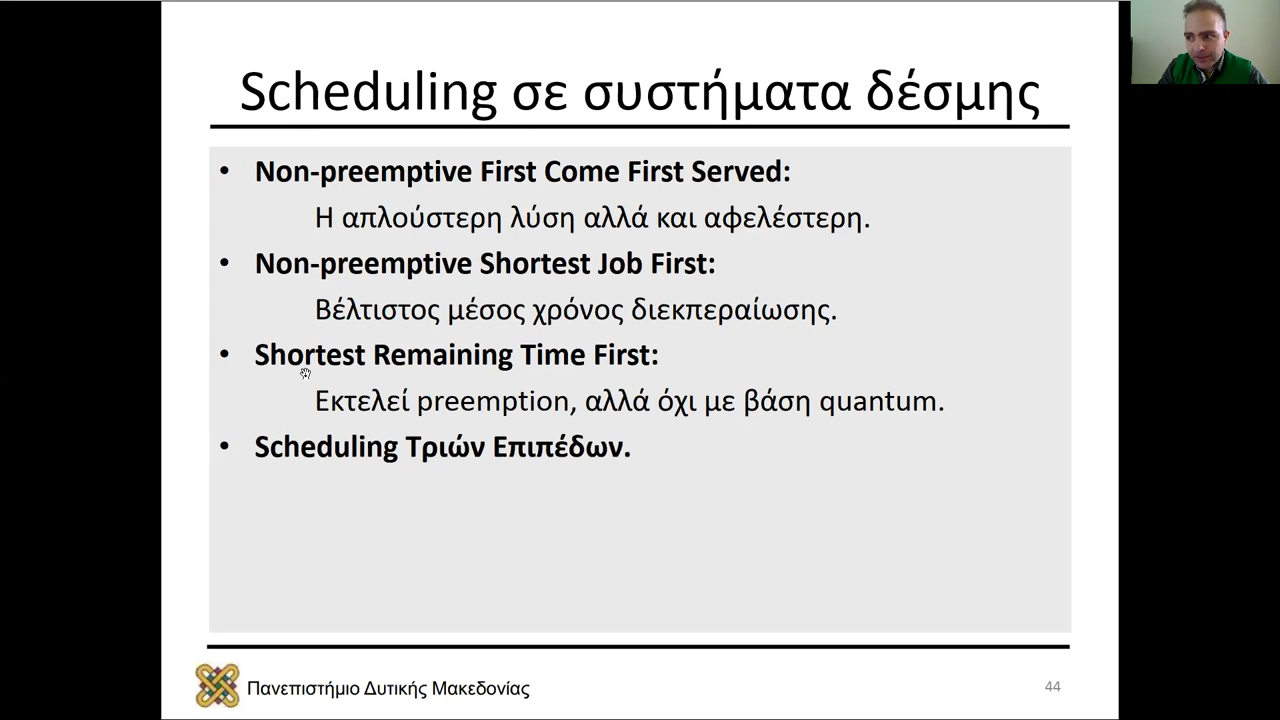 Scheduling σε συστήματα δέσμης
• Non-preemptive First Come First Served:
Η απλούστερη λύση αλλά και αφελέστερη.
• Non-preemptive Shortest Job First:
Βέλτιστος μέσος χρόνος διεκπεραίωσης.
• Shortest Remaining Time First:
Εκτελεί preemption, αλλά όχι με βάση quantum.
• Scheduling Τριών Επιπέδων.
Πανεπιστήμιο Δυτικής Μακεδονίας
44